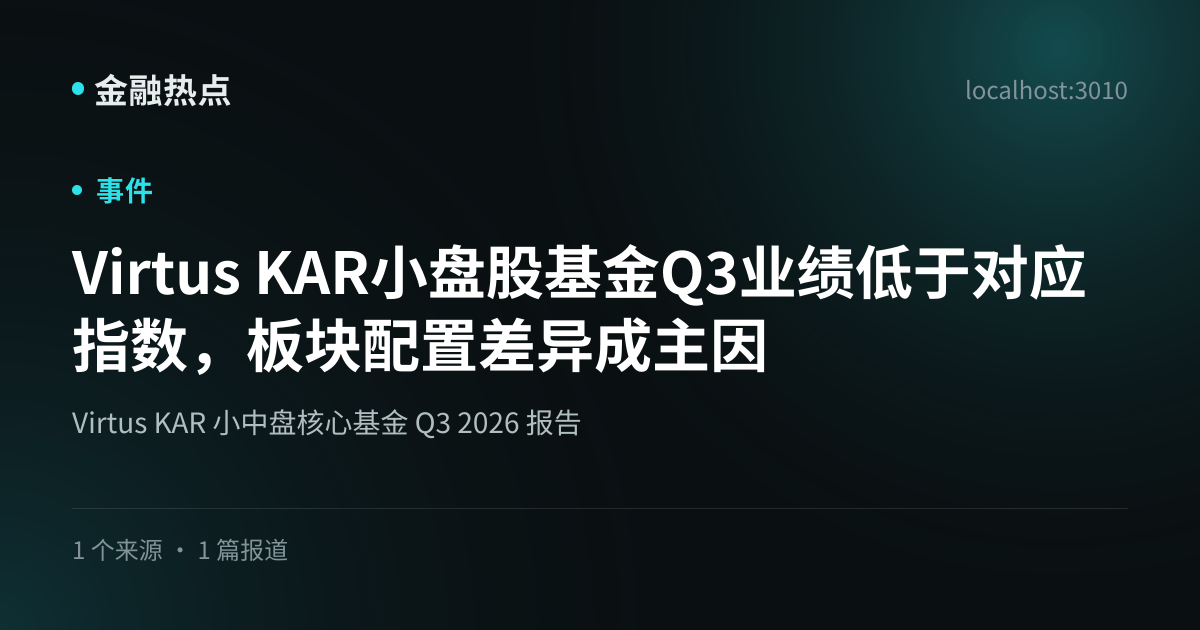 金融热点
localhost:3010
事件
Virtus KAR小盘股基金Q3业绩低于对应
指数，板块配置差异成主因
Virtus KAR 小中盘核心基金 Q3 2026 报告
1 个来源 · 1 篇报道